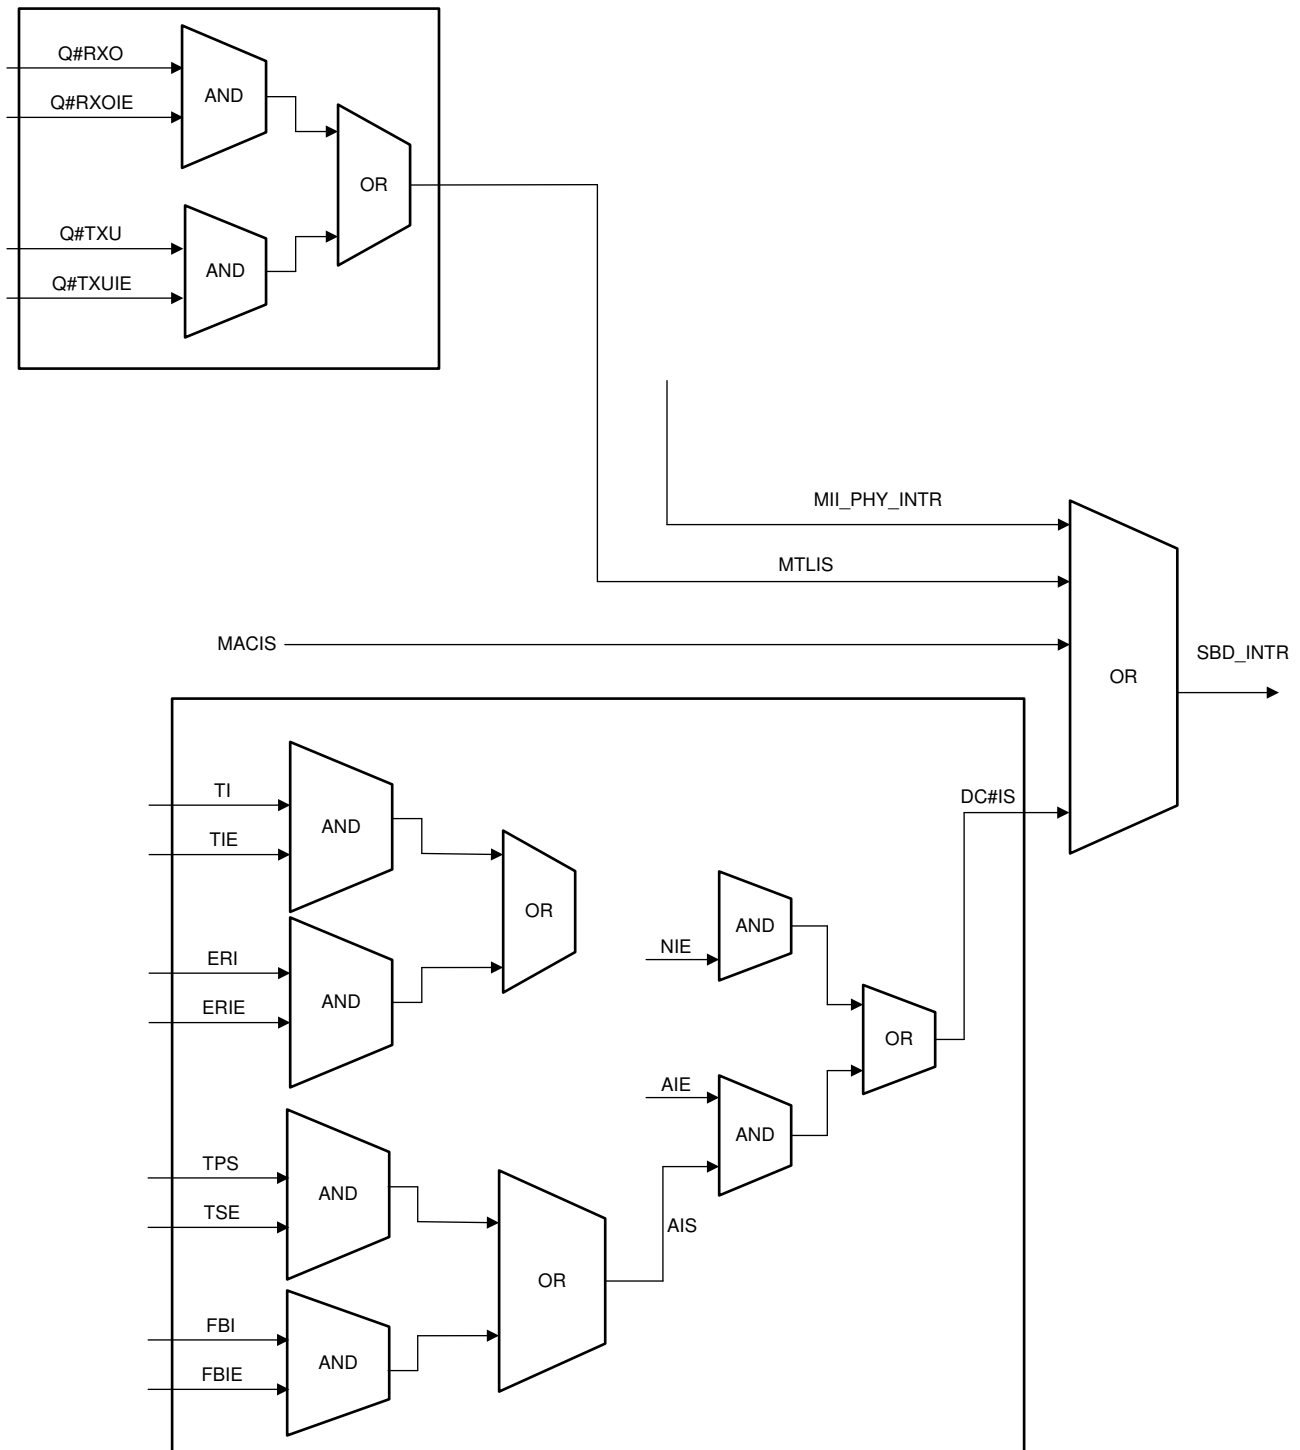 Q#RXO
Q#RXOIE
AND
OR
Q#TXU
Q#TXUIE
AND
MII_PHY_INTR
MTLIS
MACIS
OR
SBD_INTR
DC#IS
TI
TIE
AND
OR
ERI
ERIE
AND
NIE
AND
OR
AIE
AND
TPS
TSE
AND
AIS
OR
FBI
FBIE
AND